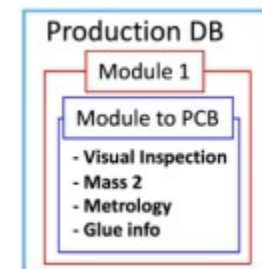 Production DB
Module 1
Module to PCB
- Visual Inspection
- Mass 2
- Metrology
- Glue info